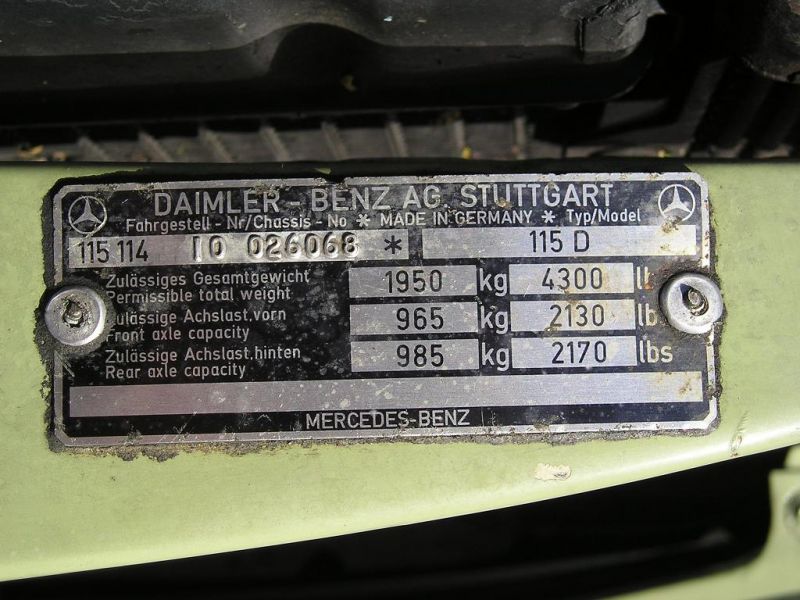 DAIMLER - BENZ AG. STUTTGART
Fahrgestell - Nr/Chassis - No * MADE IN GERMANY * Typ/Model
115 114 10 026068 * 115 D
Zulässiges Gesamtgewicht
Permissible total weight
1950 kg 4300
Zulässige Achslast.vorn
Front axle capacity
965 kg 2130 lbs
Zulässige Achslast.hinten
Rear axle capacity
985 kg 2170 lbs
MERCEDES-BENZ